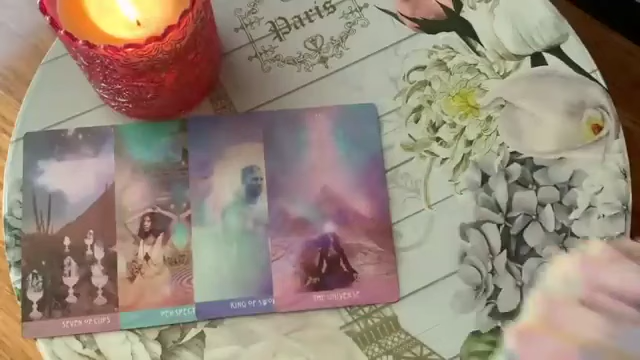 Paris
SEVEN OF CUPS
KING OF SWO
THE UNIVERSE